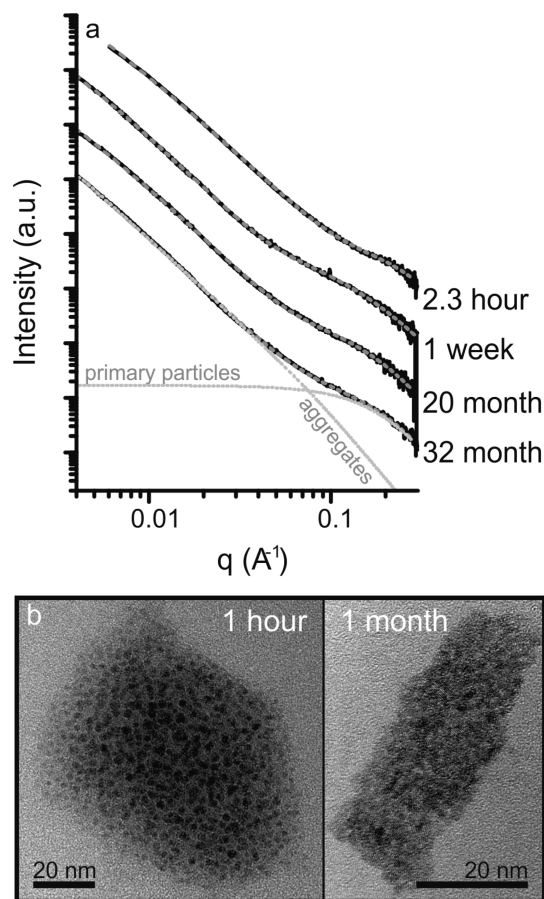 a
Intensity (a.u.)
2.3 hour
1 week
20 month
32 month
primary particles
aggregates
0.01
0.1
q (A⁻¹)
b
1 hour
1 month
20 nm
20 nm